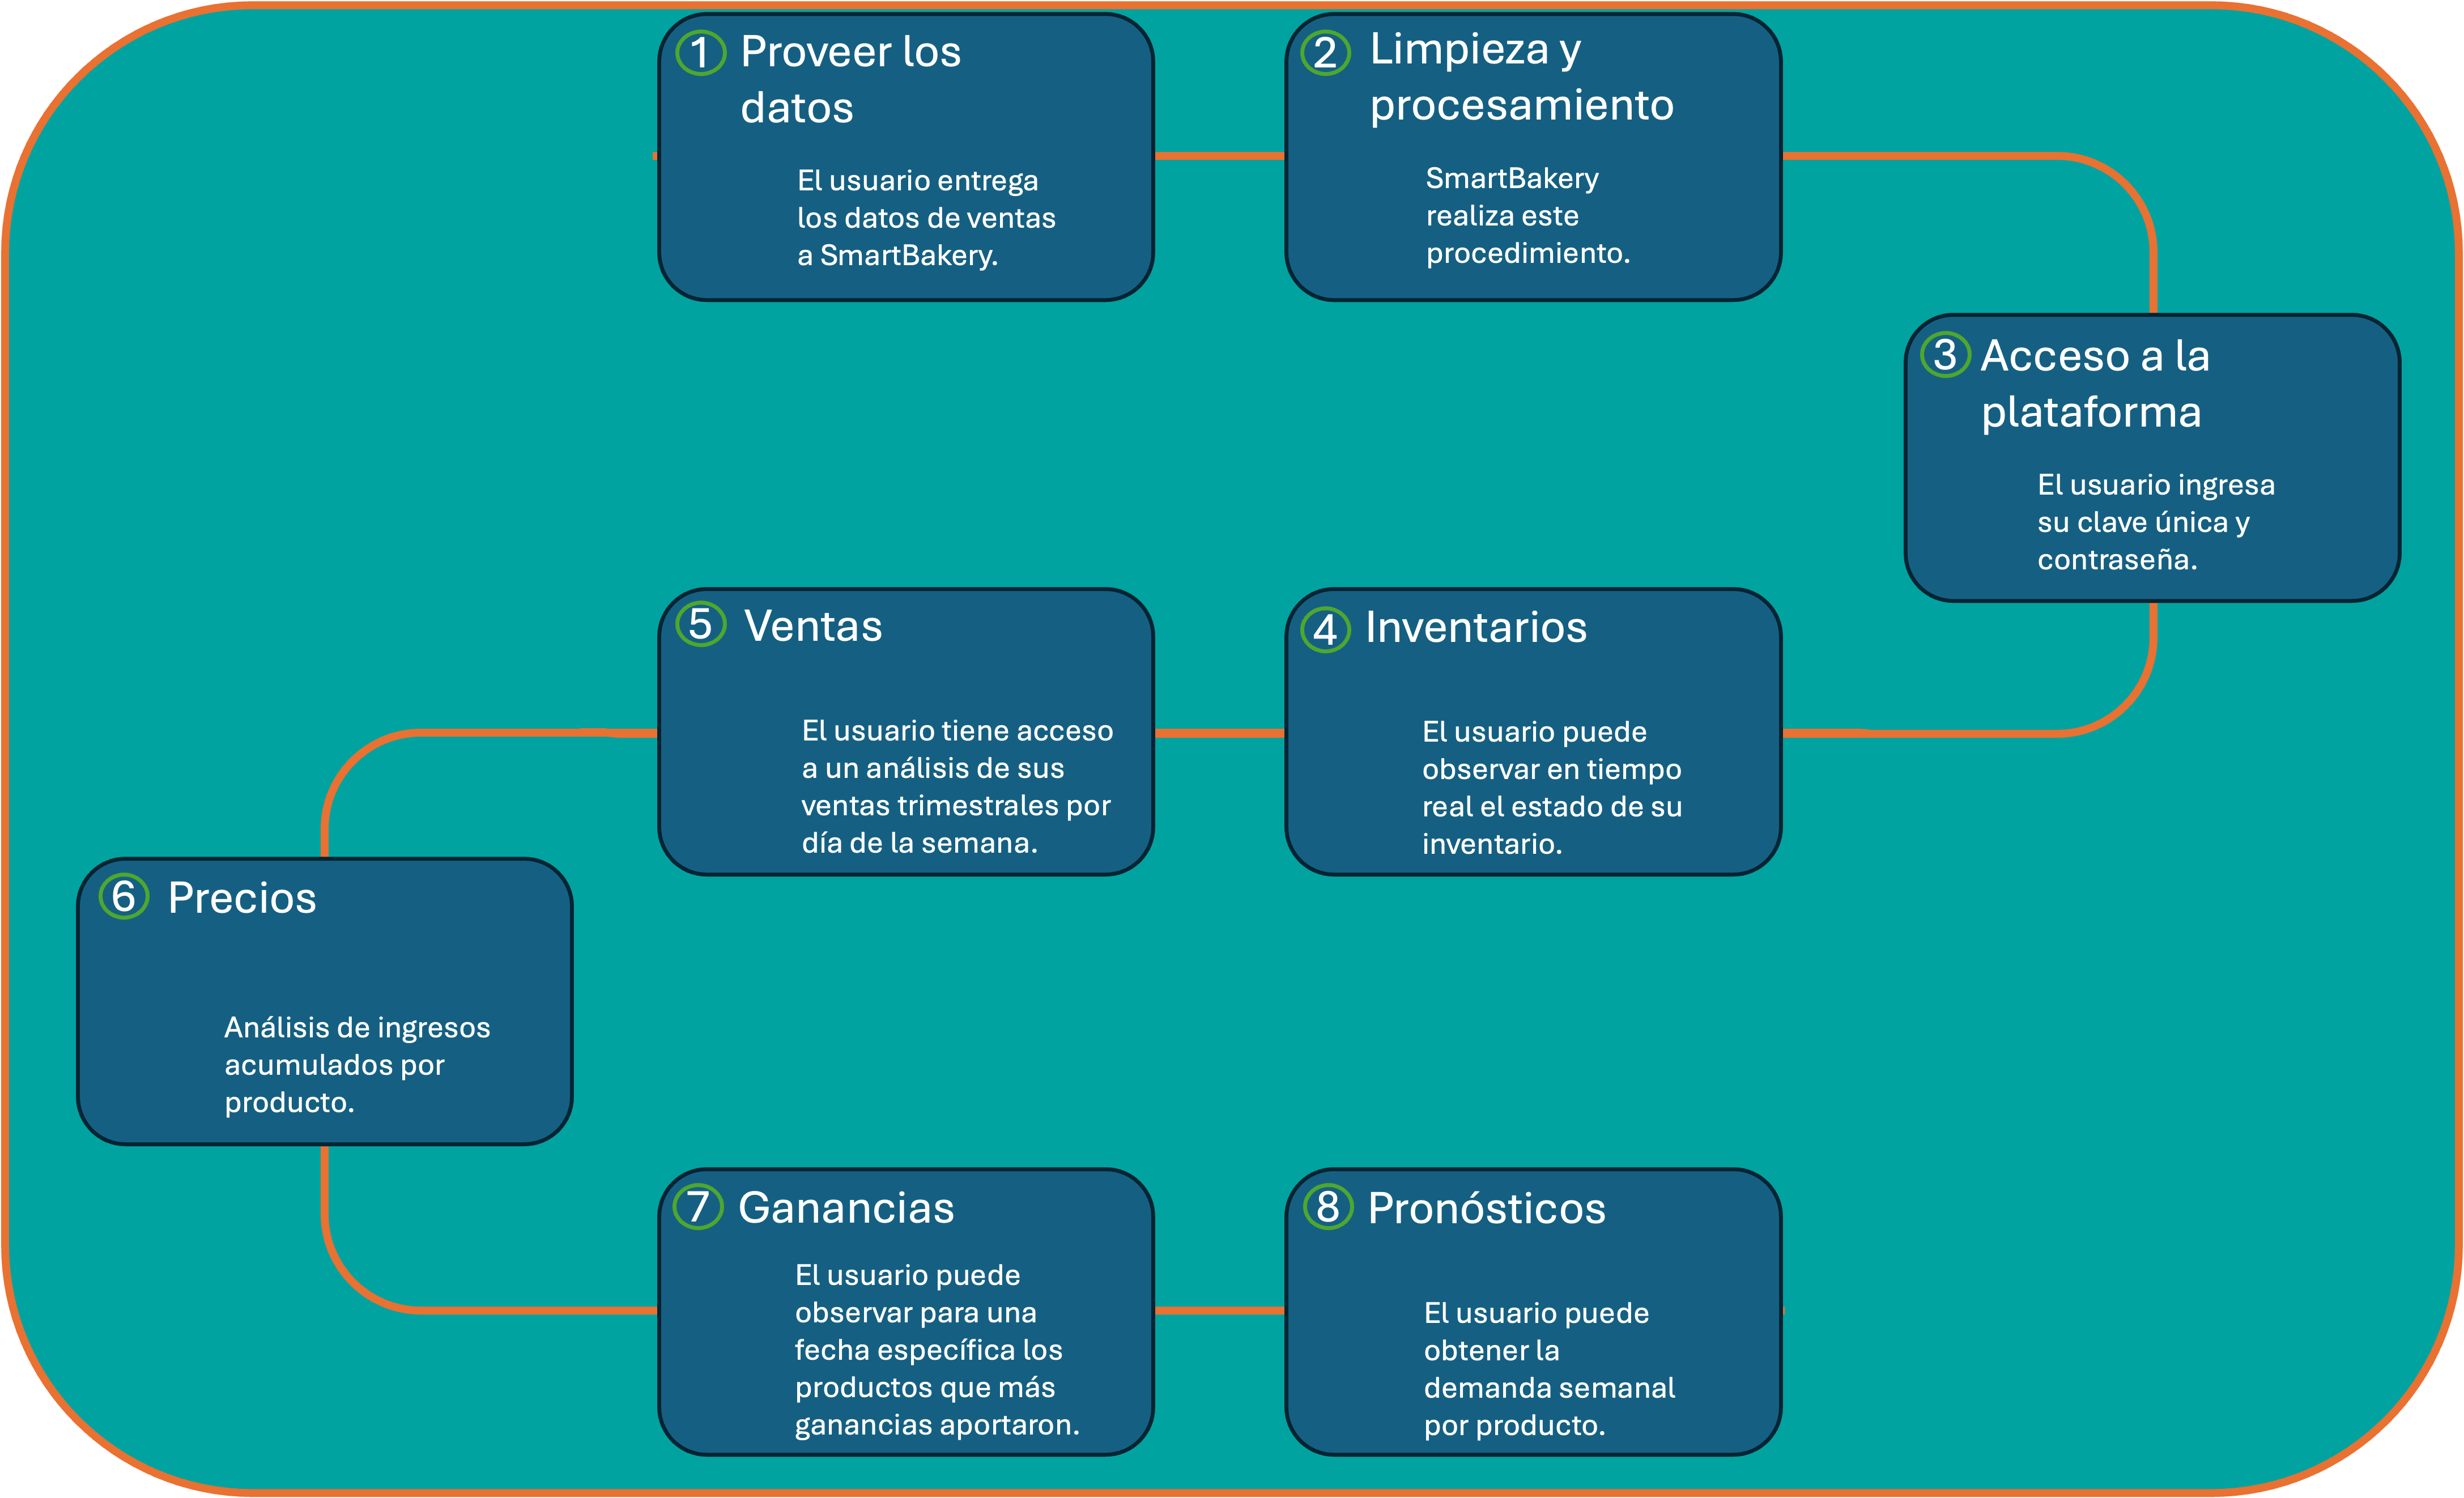 1 Proveer los
datos
El usuario entrega
los datos de ventas
a SmartBakery.
2 Limpieza y
procesamiento
SmartBakery
realiza este
procedimiento.
3 Acceso a la
plataforma
El usuario ingresa
su clave única y
contraseña.
4 Inventarios
El usuario puede
observar en tiempo
real el estado de su
inventario.
5 Ventas
El usuario tiene acceso
a un análisis de sus
ventas trimestrales por
día de la semana.
6 Precios
Análisis de ingresos
acumulados por
producto.
7 Ganancias
El usuario puede
observar para una
fecha específica los
productos que más
ganancias aportaron.
8 Pronósticos
El usuario puede
obtener la
demanda semanal
por producto.